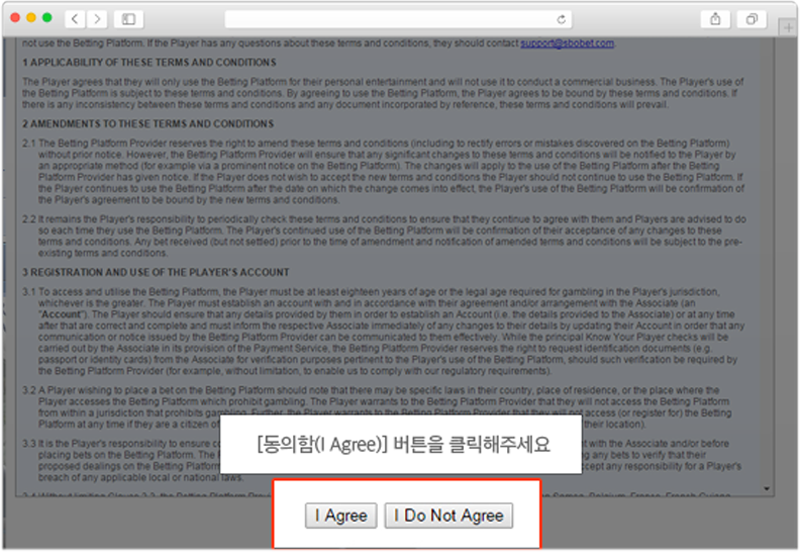 not use the Betting Platform. If the Player has any questions about these terms and conditions, they should contact support@sbobet.com.
1 APPLICABILITY OF THESE TERMS AND CONDITIONS
The Player agrees that they will only use the Betting Platform for their personal entertainment and will not use it to conduct a commercial business. The Player's use of
the Betting Platform is subject to these terms and conditions. By agreeing to use the Betting Platform, the Player agrees to be bound by these terms and conditions. If
there is any inconsistency between these terms and conditions and any document incorporated by reference, these terms and conditions will prevail.
2 AMENDMENTS TO THESE TERMS AND CONDITIONS
2.1 The Betting Platform Provider reserves the right to amend these terms and conditions (including to rectify errors or mistakes discovered on the Betting Platform)
without prior notice. However, the Betting Platform Provider will ensure that any significant changes to these terms and conditions will be notified to the Player by
an appropriate method (for example via a prominent notice on the Betting Platform). The changes will apply to the use of the Betting Platform after the Betting
Platform Provider has given notice. If the Player does not wish to accept the new terms and conditions the Player should not continue to use the Betting Platform. If
the Player continues to use the Betting Platform after the date on which the change comes into effect, the Player's use of the Betting Platform will be confirmation of
the Player's agreement to be bound by the new terms and conditions.
2.2 It remains the Player's responsibility to periodically check these terms and conditions to ensure that they continue to agree with them and Players are advised to do
so each time they use the Betting Platform. The Player's continued use of the Betting Platform will be confirmation of their acceptance of any changes to these
terms and conditions. Any bet received (but not settled) prior to the time of amendment and notification of amended terms and conditions will be subject to the pre-
existing terms and conditions.
3 REGISTRATION AND USE OF THE PLAYER'S ACCOUNT
3.1 To access and utilise the Betting Platform, the Player must be at least eighteen years of age or the legal age required for gambling in the Player's jurisdiction,
whichever is the greater. The Player must establish an account with and in accordance with their agreement and/or arrangement with the Associate (an
"Account"). The Player should ensure that any details provided by them in order to establish an Account (i.e. the details provided to the Associate) or at any time
after that are correct and complete and must inform the respective Associate immediately of any changes to their details by updating their Account in order that any
communication or notice issued by the Betting Platform Provider can be communicated to them effectively. While the principal Know Your Player checks will be
carried out by the Associate in its provision of the Payment Service, the Betting Platform Provider reserves the right to request identification documents (e.g.
passport or identity cards) from the Associate for verification purposes pertinent to the Player's use of the Betting Platform, should such verification be required by
the Betting Platform Provider (for example, without limitation, to enable us to comply with our regulatory requirements).
3.2 A Player wishing to place a bet on the Betting Platform should note that there may be specific laws in their country, place of residence, or the place where the
Player accesses the Betting Platform which prohibit gambling. The Player warrants to the Betting Platform Provider that they will not access the Betting Platform
from within a jurisdiction that prohibits gambling. Further, the Player warrants to the Betting Platform Provider that they will not access (or register for) the Betting
Platform at any time if they are a citizen of their location).
[동의함(I Agree)] 버튼을 클릭해주세요
3.3 It is the Player's responsibility to ensure co nt with the Associate and/or before
placing bets on the Betting Platform. The P ing any bets to verify that their
proposed dealings on the Betting Platform cept any responsibility for a Player's
breach of any applicable local or national laws.
I Agree I Do Not Agree